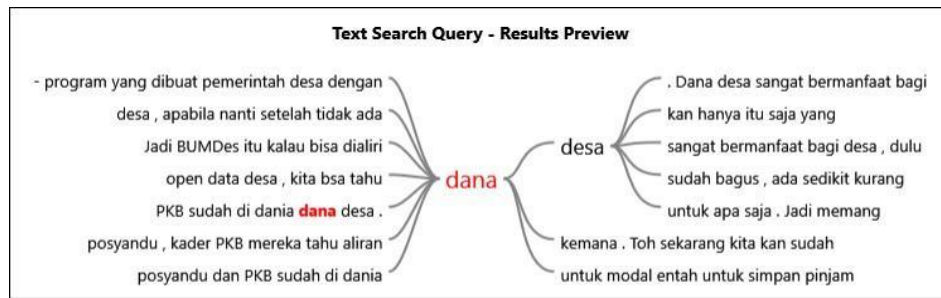 Text Search Query - Results Preview
- program yang dibuat pemerintah desa dengan
desa , apabila nanti setelah tidak ada
Jadi BUMDes itu kalau bisa dialiri
open data desa , kita bsa tahu
PKB sudah di dania dana desa .
posyandu , kader PKB mereka tahu aliran
posyandu dan PKB sudah di dania
dana
desa
. Dana desa sangat bermanfaat bagi
kan hanya itu saja yang
sangat bermanfaat bagi desa , dulu
sudah bagus , ada sedikit kurang
untuk apa saja . Jadi memang
kemana . Toh sekarang kita kan sudah
untuk modal entah untuk simpan pinjam